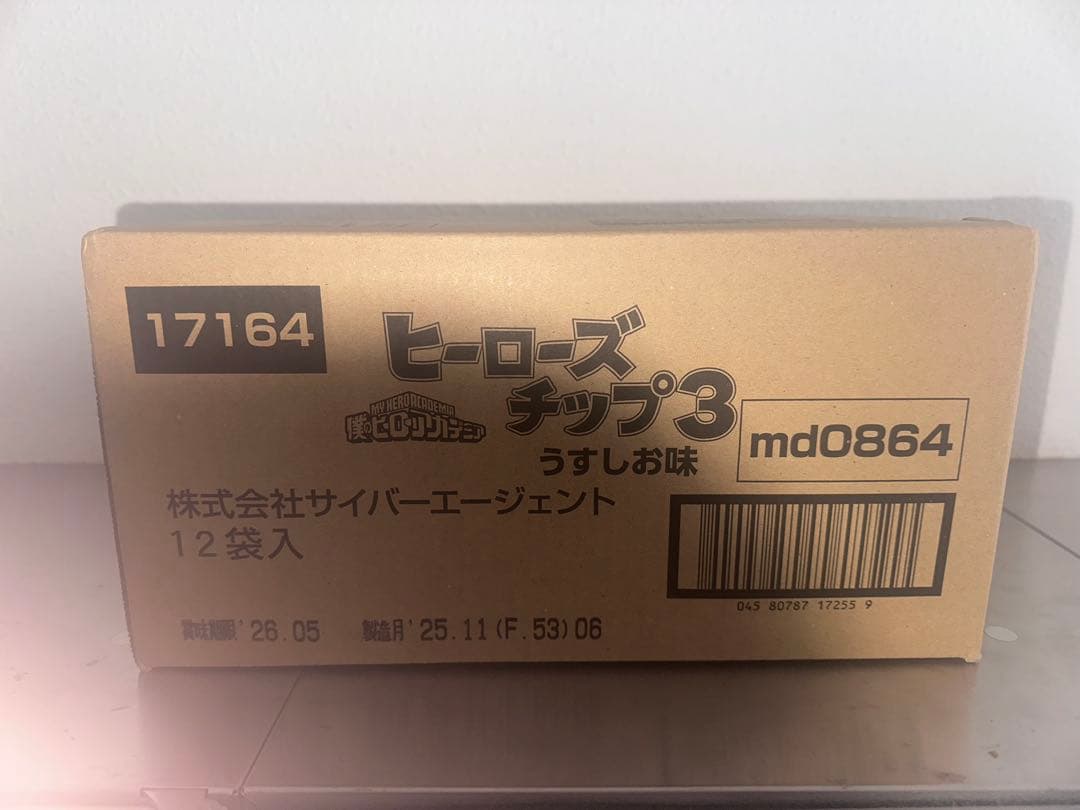 17164
ヒーローズ
チップ3
MY HERO ACADEMIA
僕のヒーローアカデミア
うすしお味
md0864
株式会社サイバーエージェント
12袋入
045 80787 17255 9
賞味期限'26.05 製造月'25.11(F.53)06